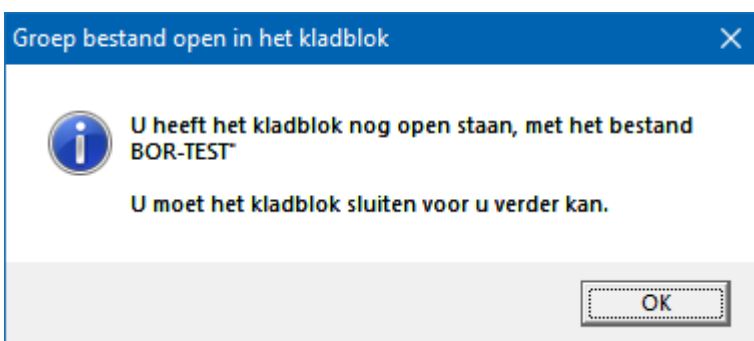 Groep bestand open in het kladblok
U heeft het kladblok nog open staan, met het bestand
BOR-TEST"
U moet het kladblok sluiten voor u verder kan.
OK